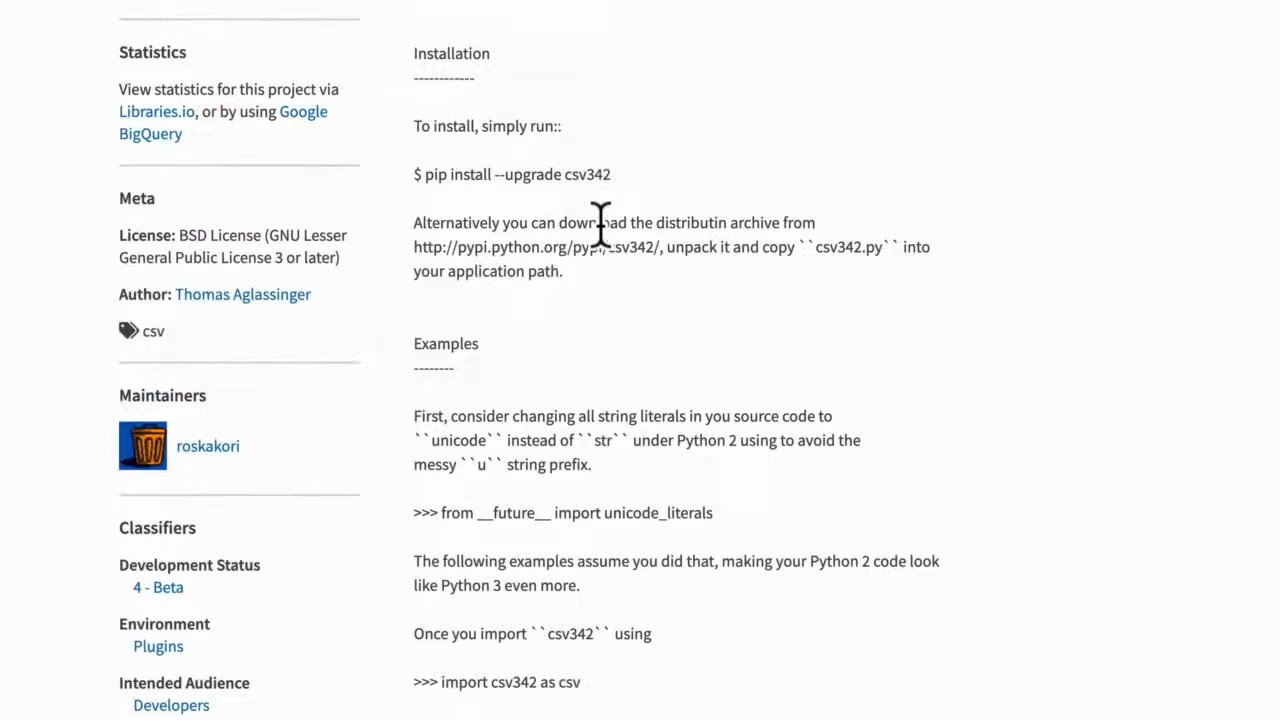 Statistics
View statistics for this project via
Libraries.io, or by using Google
BigQuery
Meta
License: BSD License (GNU Lesser
General Public License 3 or later)
Author: Thomas Aglassinger
csv
Maintainers
roskakori
Classifiers
Development Status
4 - Beta
Environment
Plugins
Intended Audience
Developers
Installation
------------
To install, simply run::
$ pip install --upgrade csv342
Alternatively you can download the distributin archive from
http://pypi.python.org/pypi/csv342/, unpack it and copy ``csv342.py`` into
your application path.
Examples
--------
First, consider changing all string literals in you source code to
``unicode`` instead of ``str`` under Python 2 using to avoid the
messy ``u`` string prefix.
>>> from __future__ import unicode_literals
The following examples assume you did that, making your Python 2 code look
like Python 3 even more.
Once you import ``csv342`` using
>>> import csv342 as csv